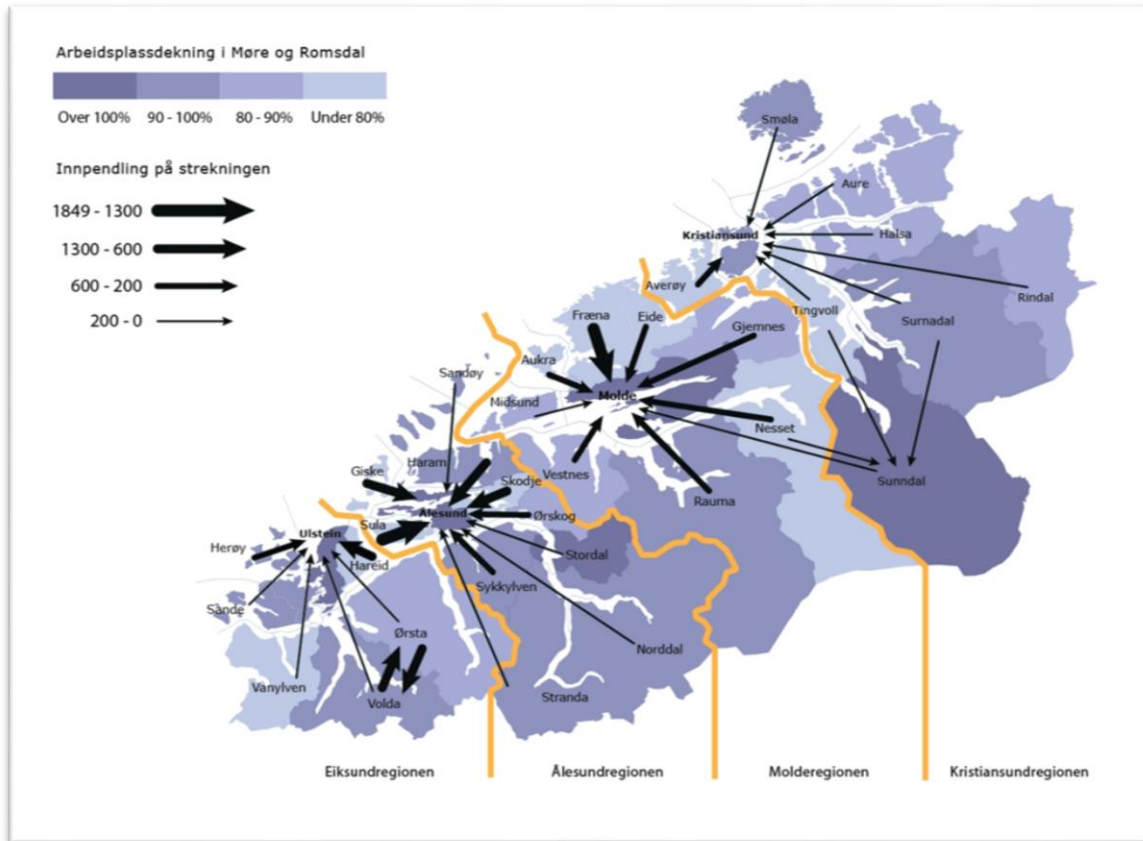 Arbeidsplassdekning i Møre og Romsdal
Over 100% 90 - 100% 80 - 90% Under 80%
Innpendling på strekningen
1849 - 1300
1300 - 600
600 - 200
200 - 0
Smøla
Aure
Kristiansund
Halsa
Averøy
Rindal
Tingvoll
Surnadal
Fræna
Eide
Gjemnes
Aukra
Sandøy
Molde
Midsund
Nesset
Haram
Giske
Skodje
Vestnes
Rauma
Sunndal
Ålesund
Ørskog
Sula
Ulstein
Herøy
Hareid
Stordal
Sykkylven
Sande
Ørsta
Norddal
Vanylven
Volda
Stranda
Eiksundregionen Ålesundregionen Molderegionen Kristiansundregionen